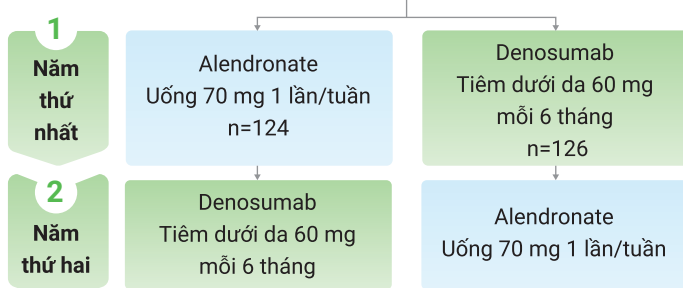 1
Năm
thứ
nhất
Alendronate
Uống 70 mg 1 lần/tuần
n=124
Denosumab
Tiêm dưới da 60 mg
mỗi 6 tháng
n=126
2
Năm
thứ hai
Denosumab
Tiêm dưới da 60 mg
mỗi 6 tháng
Alendronate
Uống 70 mg 1 lần/tuần